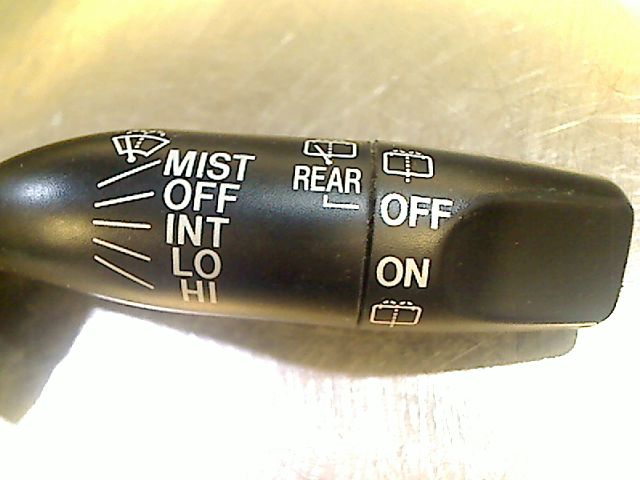 MIST
OFF
INT
LO
HI
REAR
OFF
ON